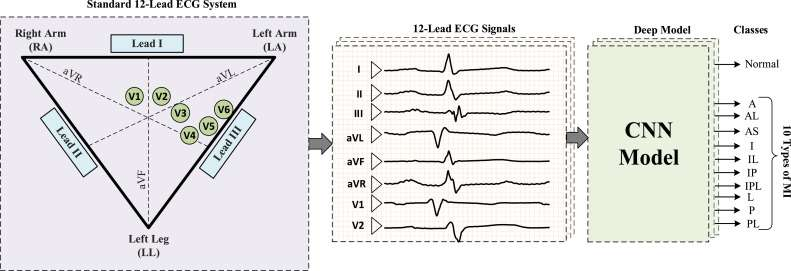 Standard 12-Lead ECG System
Right Arm
(RA)
Lead I
Left Arm
(LA)
aVR
aVL
V1
V2
V3
V4
V5
V6
Lead II
Lead III
aVF
Left Leg
(LL)
12-Lead ECG Signals
I
II
III
aVL
aVF
aVR
V1
V2
Deep Model
CNN
Model
Classes
Normal
A
AL
AS
I
IL
IP
IPL
L
P
PL
10 Types of MI